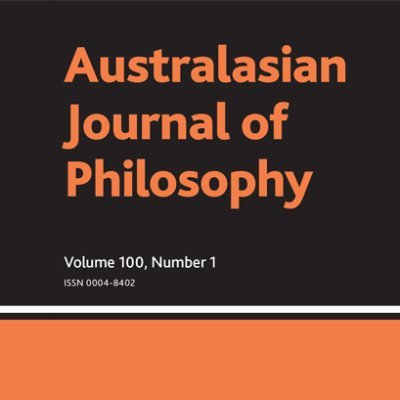 Australasian
Journal of
Philosophy
Volume 100, Number 1
ISSN 0004-8402